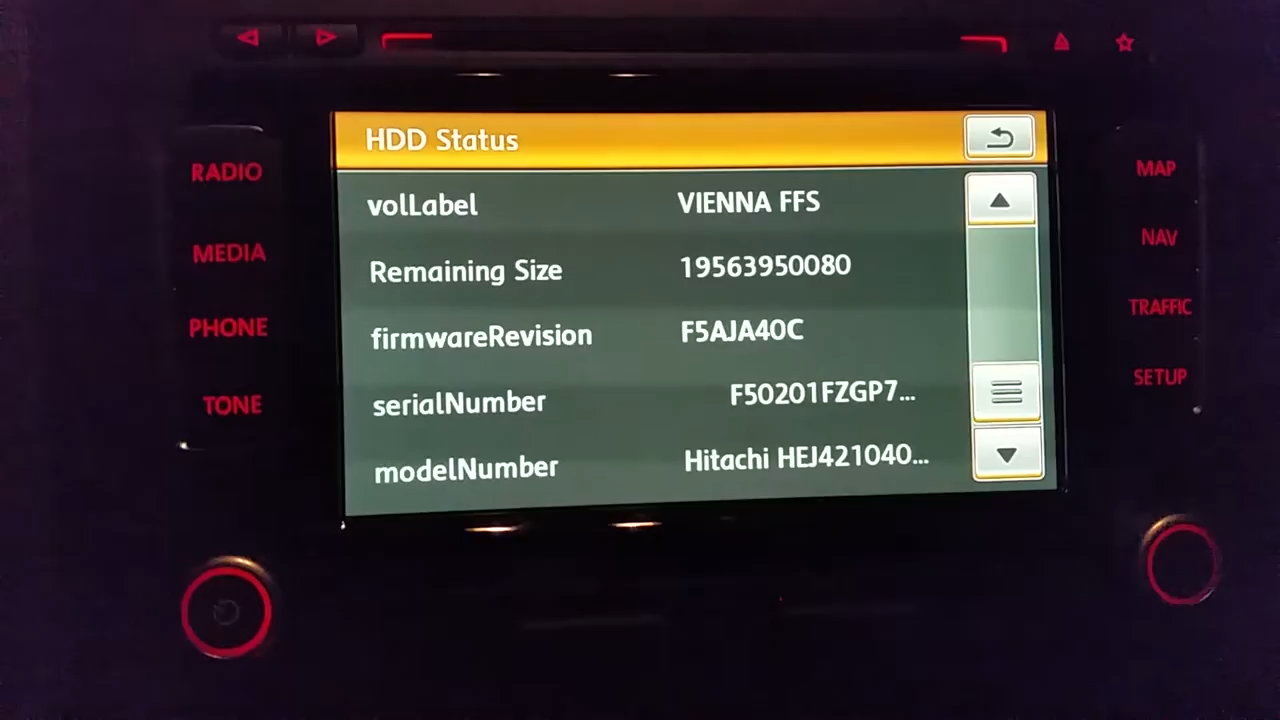 HDD Status
RADIO
MEDIA
PHONE
TONE
volLabel VIENNA FFS
Remaining Size 19563950080
firmwareRevision F5AJA40C
serialNumber F50201FZGP7...
modelNumber Hitachi HEJ421040...
MAP
NAV
TRAFFIC
SETUP